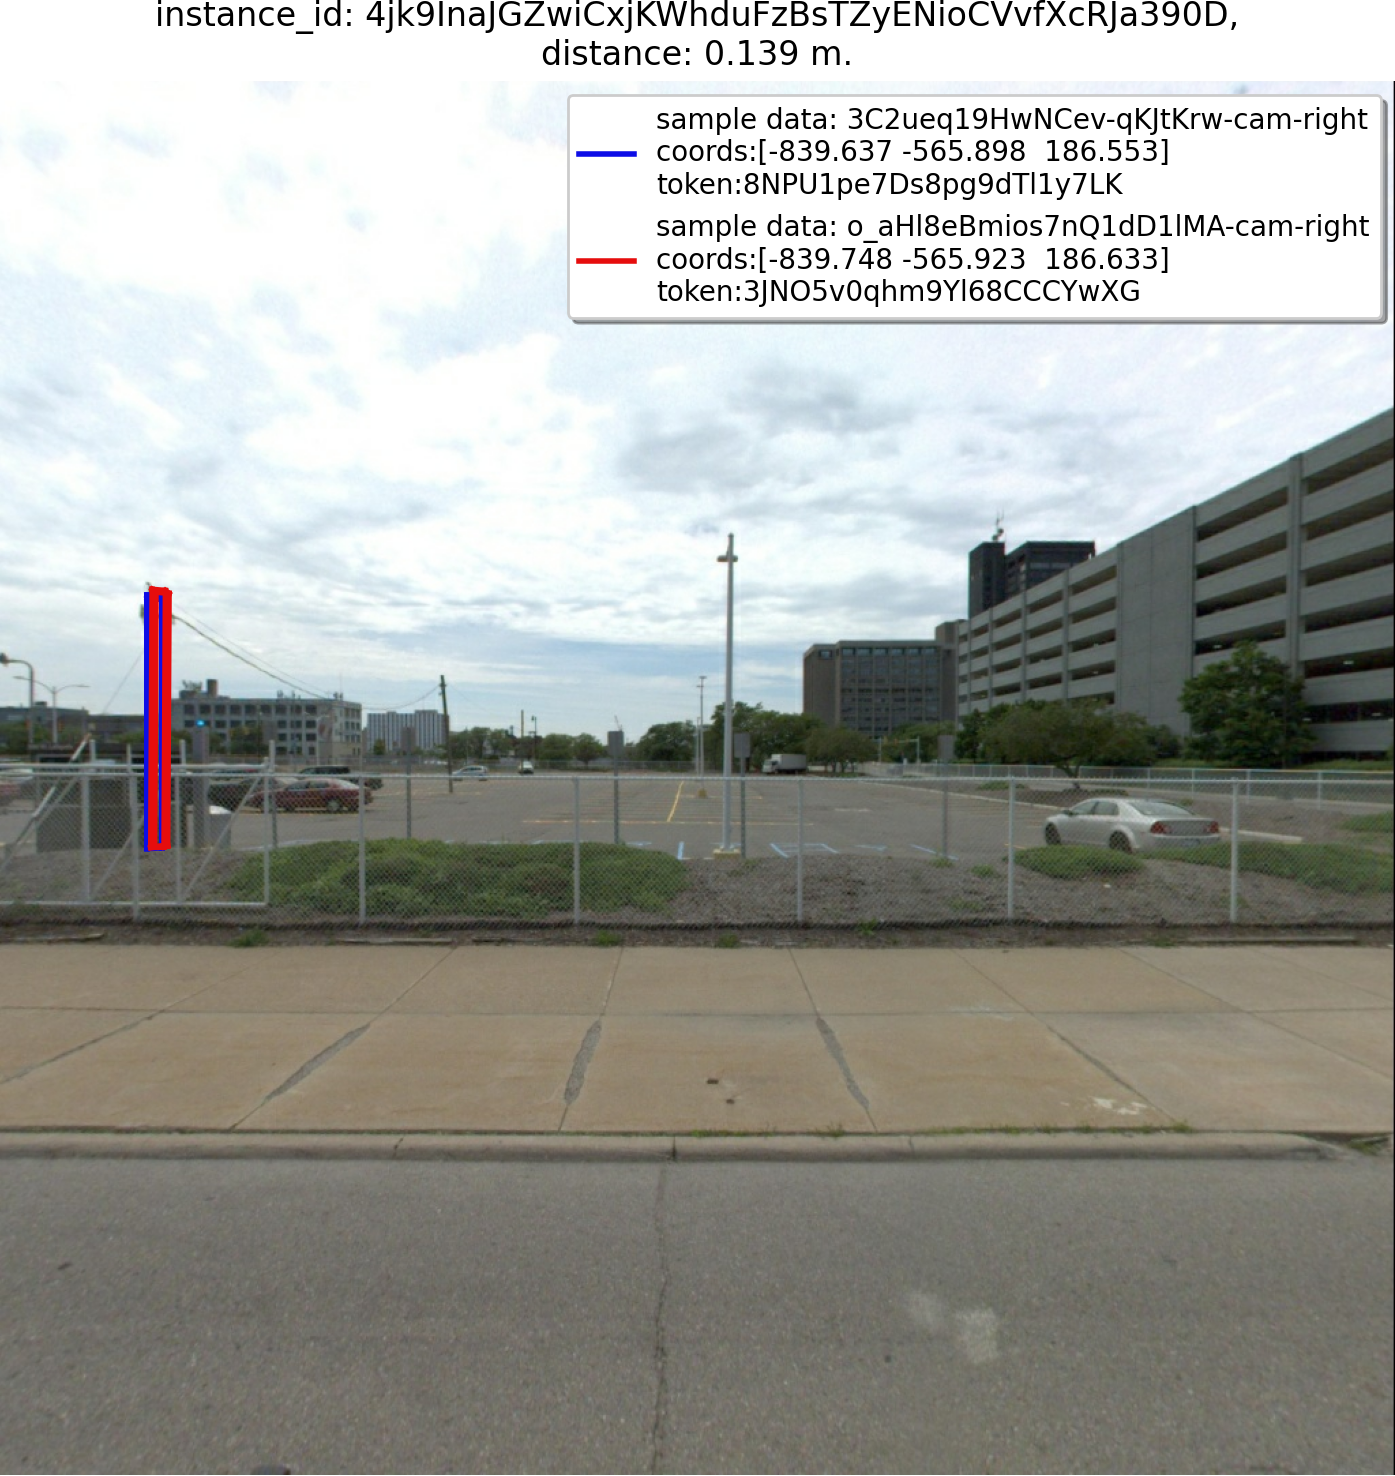 instance_id: 4jk9InaJGZwiCxjKWhduFzBsTZyENioCVvfXcRJa390D,
distance: 0.139 m.
sample data: 3C2ueq19HwNCev-qKJtKrw-cam-right
coords:[-839.637 -565.898  186.553]
token:8NPU1pe7Ds8pg9dTl1y7LK
sample data: o_aHl8eBmios7nQ1dD1lMA-cam-right
coords:[-839.748 -565.923  186.633]
token:3JNO5v0qhm9Yl68CCCYwXG